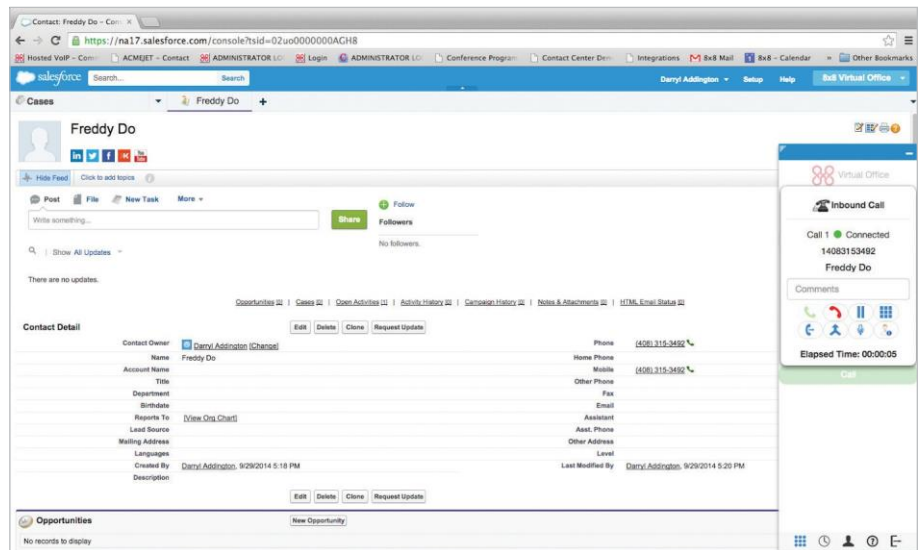 Contact: Freddy Do ~ Con
https://na17.salesforce.com/console?tsid=02uo0000000AGH8
Hosted VoIP - Com ACMEJET - Contact ADMINISTRATOR LO Login ADMINISTRATOR LO Conference Program Contact Center Dem Integrations 8x8 Mail 8x8 - Calendar » Other Bookmarks
salesforce Search... Search Darryl Addington Setup Help 8x8 Virtual Office
Cases Freddy Do +
Freddy Do
in f You Tube
Virtual Office
Hide Feed Click to add topics
Post File New Task More
Follow
Write something... Share
Followers
No followers.
Show All Updates
There are no updates.
Inbound Call
Call 1 Connected
14083153492
Freddy Do
Comments
Elapsed Time: 00:00:05
Call
Opportunities [0] | Cases [0] | Open Activities [1] | Activity History [0] | Campaign History [0] | Notes & Attachments [0] | HTML Email Status [0]
Contact Detail Edit Delete Clone Request Update
Contact Owner Darryl Addington [Change] Phone (408) 315-3492
Name Freddy Do Home Phone
Account Name Mobile (408) 315-3492
Title Other Phone
Department Fax
Birthdate Email
Reports To [View Org Chart] Assistant
Lead Source Asst. Phone
Mailing Address Other Address
Languages Level
Created By Darryl Addington, 9/29/2014 5:18 PM Last Modified By Darryl Addington, 9/29/2014 5:20 PM
Description
Edit Delete Clone Request Update
Opportunities New Opportunity
No records to display